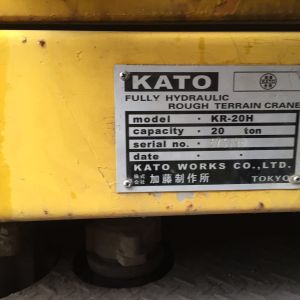 KATO
FULLY HYDRAULIC
ROUGH TERRAIN CRANE
model · KR-20H
capacity · 20 ton
serial no. ·
date · · ·
KATO WORKS CO., LTD.
株式会社 加藤制作所
TOKYO